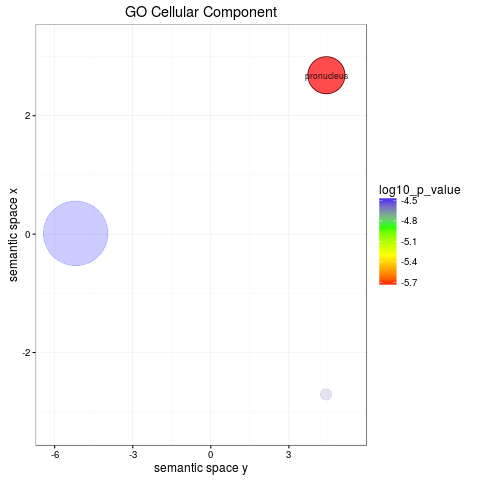 GO Cellular Component
pronucleus
2
0
-2
-6
-3
0
3
semantic space y
semantic space x
log10_p_value
-4.5
-4.8
-5.1
-5.4
-5.7